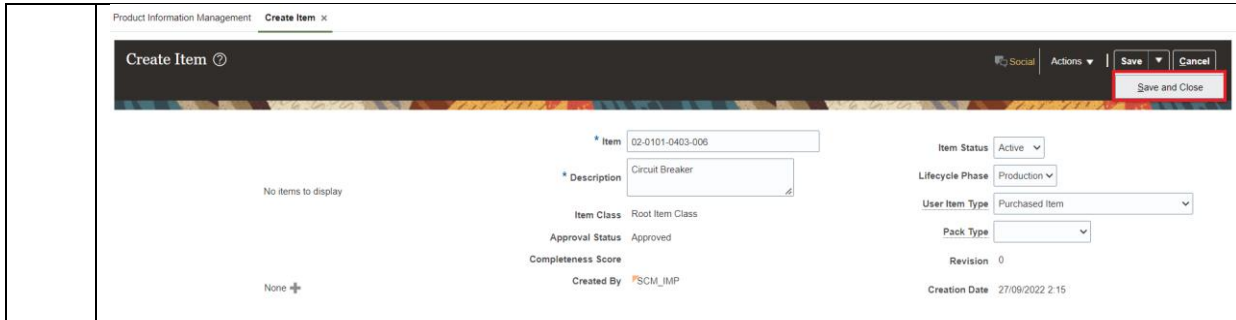 Product Information Management Create Item ×
Create Item ? Social Actions ▼ Save ▼ Cancel
Save and Close
* Item 02-0101-0403-006
* Description Circuit Breaker
Item Class Root Item Class
Approval Status Approved
Completeness Score
Created By SCM_IMP
No items to display
None +
Item Status Active
Lifecycle Phase Production
User Item Type Purchased Item
Pack Type
Revision 0
Creation Date 27/09/2022 2:15